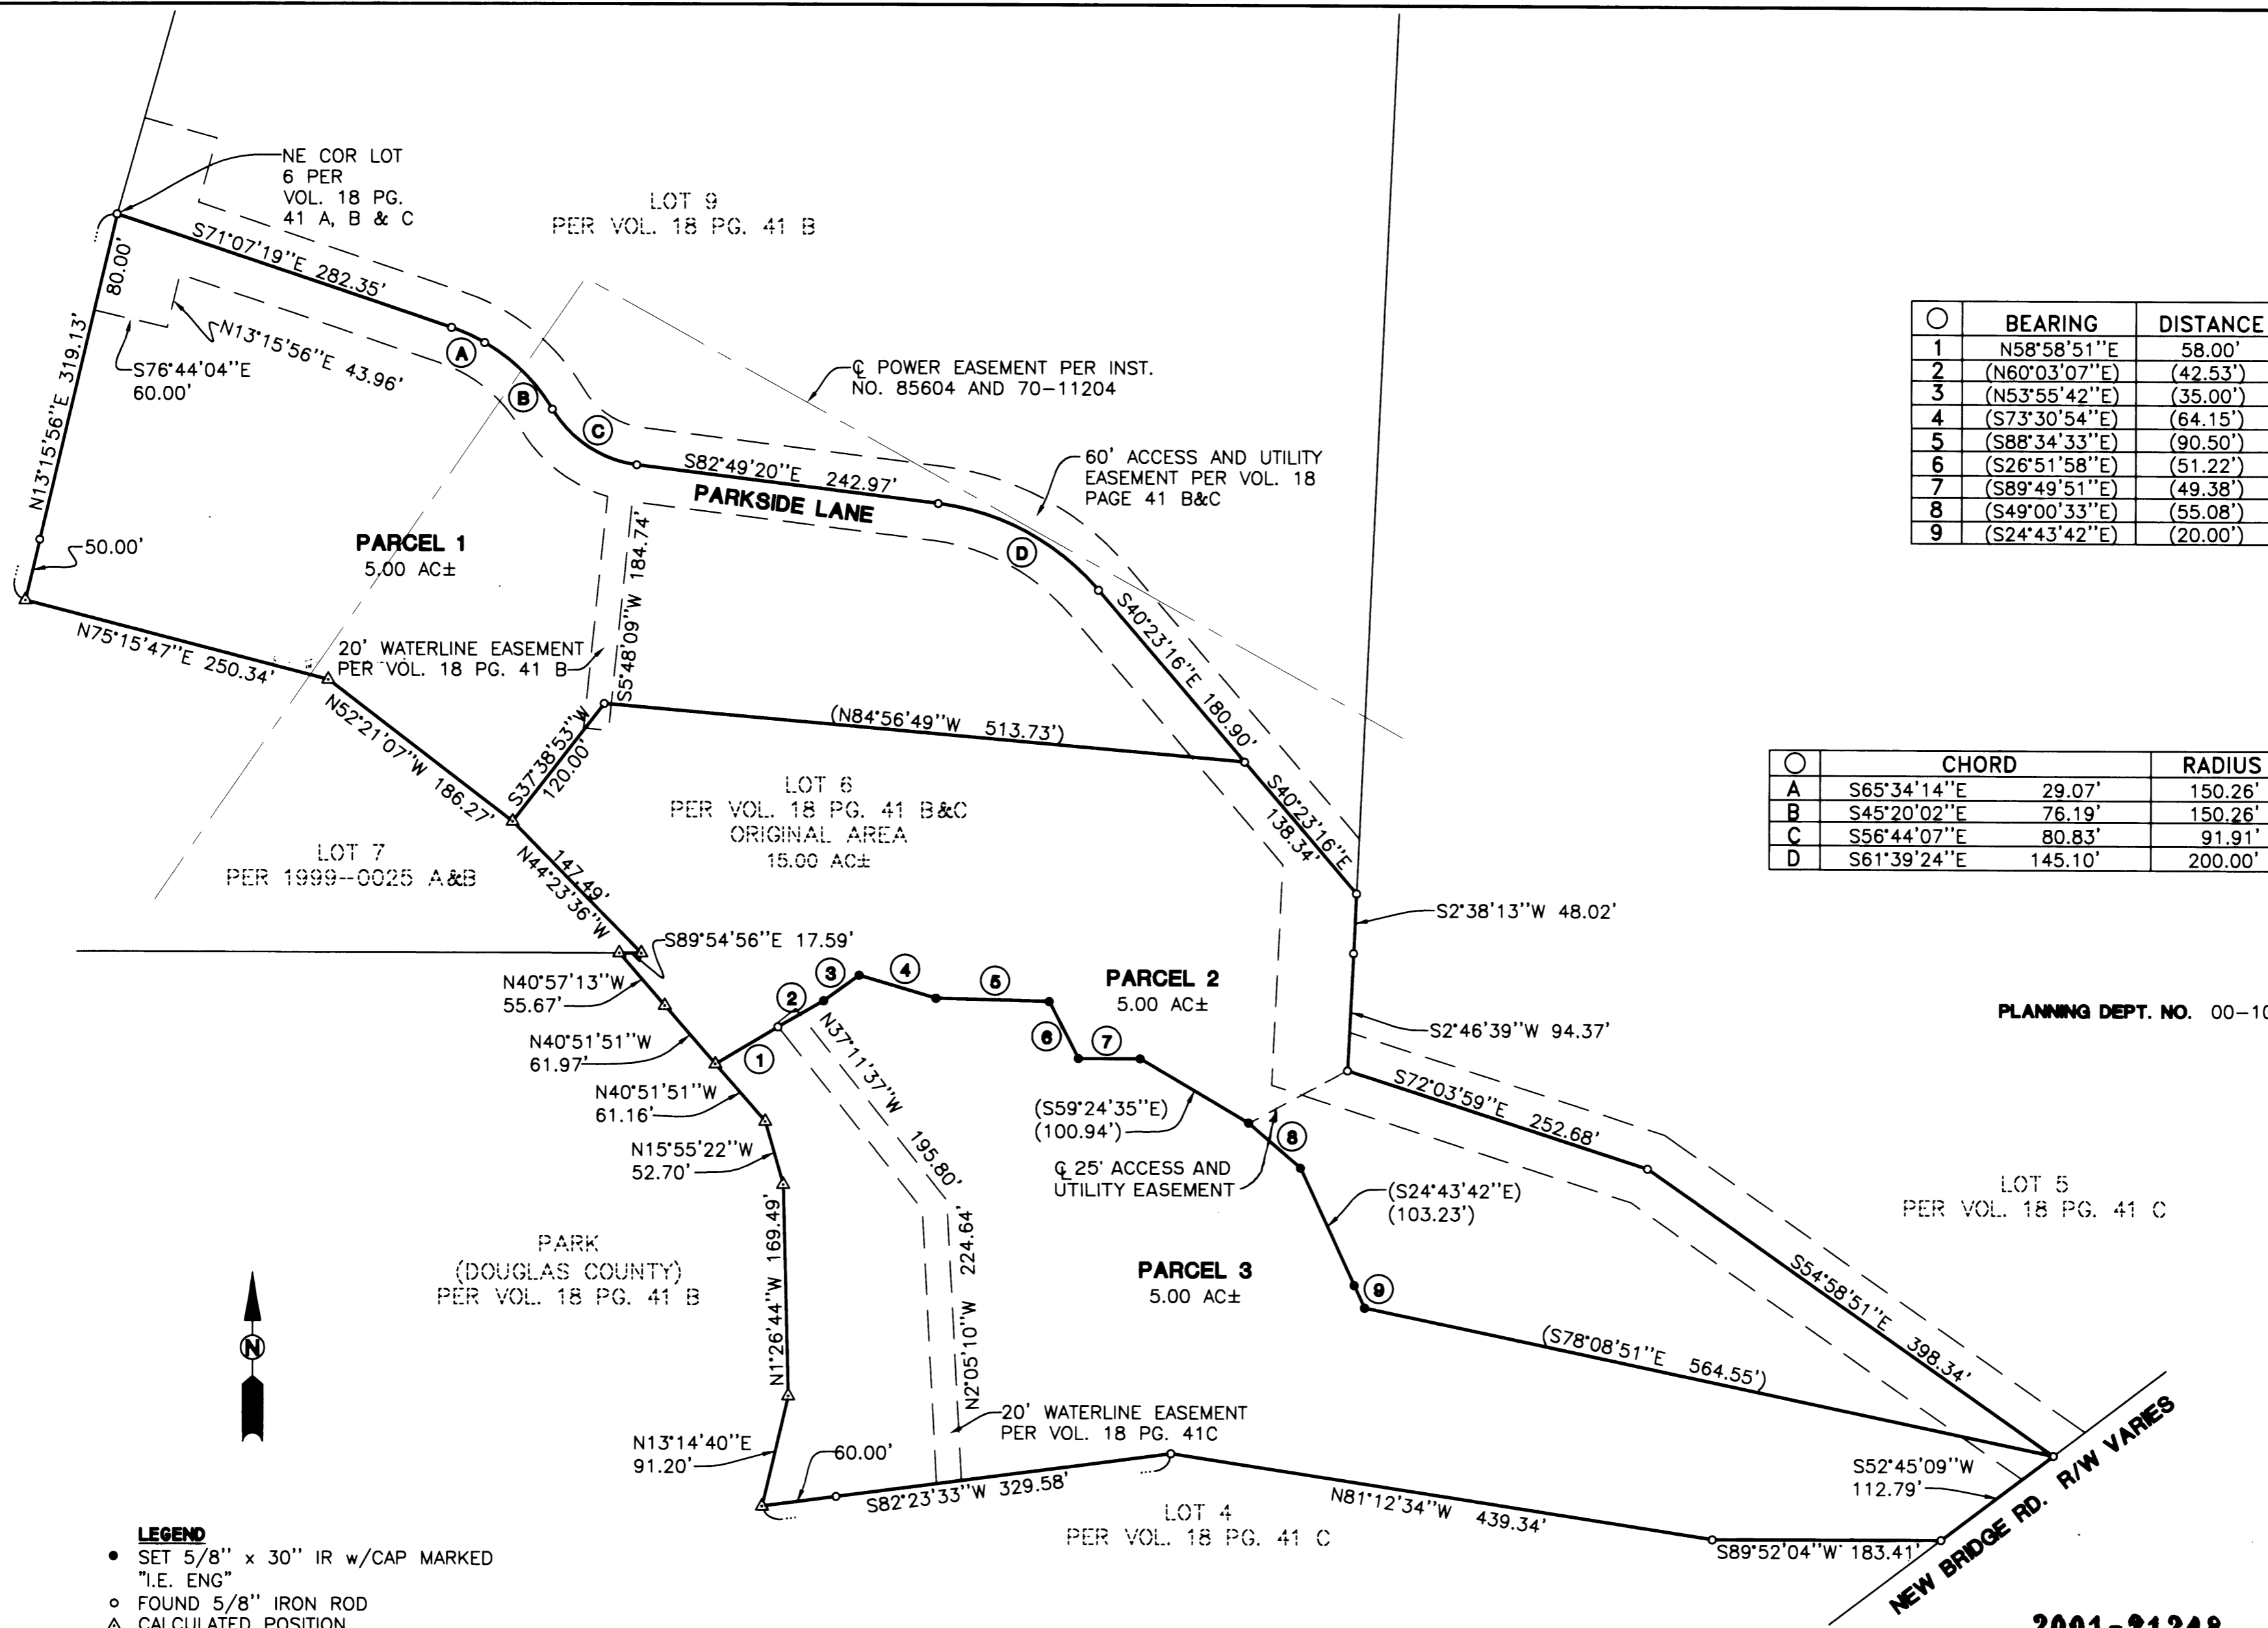 NE COR LOT
6 PER
VOL. 18 PG.
41 A, B & C
LOT 9
PER VOL. 18 PG. 41 B
S71°07'19''E 282.35'
80.00'
N13°15'56''E 319.13'
N13°15'56''E 43.96'
S76°44'04''E
60.00'
50.00'
A
B
C
D
℄ POWER EASEMENT PER INST.
NO. 85604 AND 70-11204
60' ACCESS AND UTILITY
EASEMENT PER VOL. 18
PAGE 41 B&C
S82°49'20''E 242.97'
PARKSIDE LANE
PARCEL 1
5.00 AC±
N75°15'47''E 250.34'
20' WATERLINE EASEMENT
PER VOL. 18 PG. 41 B
S5°48'09''W 184.74'
S40°23'16''E 180.90'
(N84°56'49''W 513.73')
N52°21'07''W 186.27'
S37°38'53''W
120.00'
LOT 6
PER VOL. 18 PG. 41 B&C
ORIGINAL AREA
15.00 AC±
S40°23'16''E
138.34'
LOT 7
PER 1999-0025 A&B
147.49'
N44°23'36''W
S89°54'56''E 17.59'
S2°38'13''W 48.02'
N40°57'13''W
55.67'
N40°51'51''W
61.97'
N40°51'51''W
61.16'
N15°55'22''W
52.70'
1
2
3
4
5
6
7
8
9
PARCEL 2
5.00 AC±
S2°46'39''W 94.37'
N37°11'37''W 195.80'
(S59°24'35''E)
(100.94')
S72°03'59''E 252.68'
℄ 25' ACCESS AND
UTILITY EASEMENT
(S24°43'42''E)
(103.23')
LOT 5
PER VOL. 18 PG. 41 C
PARK
(DOUGLAS COUNTY)
PER VOL. 18 PG. 41 B
N1°26'44''W 169.49'
N2°05'10''W 224.64'
PARCEL 3
5.00 AC±
S54°58'51''E 398.34'
(S78°08'51''E 564.55')
N13°14'40''E
91.20'
60.00'
20' WATERLINE EASEMENT
PER VOL. 18 PG. 41C
S82°23'33''W 329.58'
N81°12'34''W 439.34'
LOT 4
PER VOL. 18 PG. 41 C
S52°45'09''W
112.79'
S89°52'04''W 183.41'
NEW BRIDGE RD. R/W VARIES
BEARING DISTANCE
1 N58°58'51''E 58.00'
2 (N60°03'07''E) (42.53')
3 (N53°55'42''E) (35.00')
4 (S73°30'54''E) (64.15')
5 (S88°34'33''E) (90.50')
6 (S26°51'58''E) (51.22')
7 (S89°49'51''E) (49.38')
8 (S49°00'33''E) (55.08')
9 (S24°43'42''E) (20.00')
CHORD RADIUS
A S65°34'14''E 29.07' 150.26'
B S45°20'02''E 76.19' 150.26'
C S56°44'07''E 80.83' 91.91'
D S61°39'24''E 145.10' 200.00'
PLANNING DEPT. NO. 00-10
N
LEGEND
SET 5/8'' x 30'' IR w/CAP MARKED
"I.E. ENG"
FOUND 5/8'' IRON ROD
CALCULATED POSITION